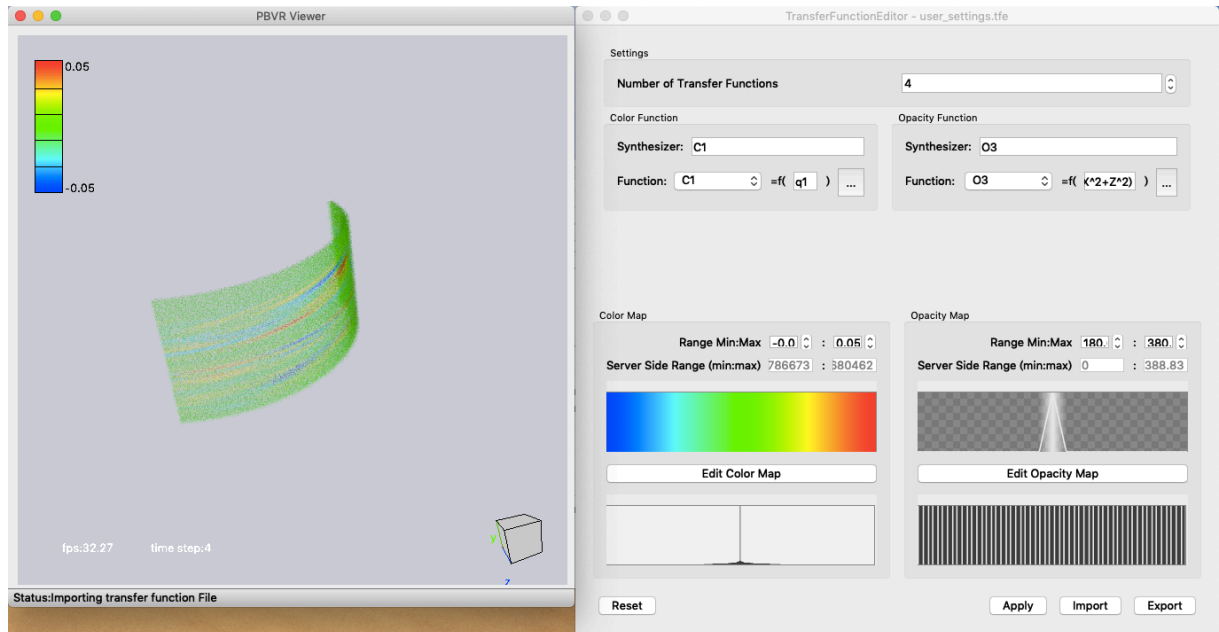 PBVR Viewer
0.05
-0.05
y
z
fps:32.27 time step:4
Status:Importing transfer function File
TransferFunctionEditor - user_settings.tfe
Settings
Number of Transfer Functions 4
Color Function
Synthesizer: C1
Function: C1 =f( q1 ) ...
Opacity Function
Synthesizer: O3
Function: O3 =f( X^2+Z^2) ) ...
Color Map
Range Min:Max -0.0 : 0.05
Server Side Range (min:max) 786673 : 680462
Edit Color Map
Opacity Map
Range Min:Max 180. : 380.
Server Side Range (min:max) 0 : 388.83
Edit Opacity Map
Reset
Apply Import Export